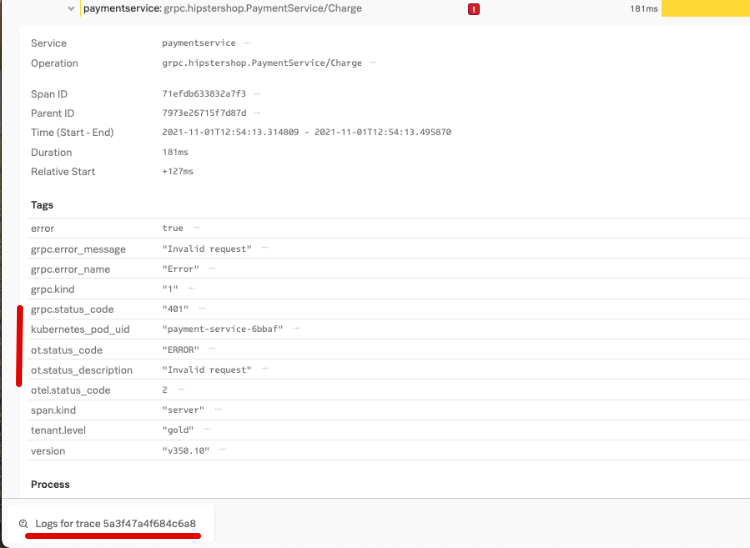 paymentservice: grpc.hipstershop.PaymentService/Charge ! 181ms
Service paymentservice ...
Operation grpc.hipstershop.PaymentService/Charge ...
Span ID 71efdb633832a7f3 ...
Parent ID 7973e26715f7d87d ...
Time (Start - End) 2021-11-01T12:54:13.314809 - 2021-11-01T12:54:13.495870
Duration 181ms
Relative Start +127ms
Tags
error true ...
grpc.error_message "Invalid request" ...
grpc.error_name "Error" ...
grpc.kind "1" ...
grpc.status_code "401" ...
kubernetes_pod_uid "payment-service-6bbaf" ...
ot.status_code "ERROR" ...
ot.status_description "Invalid request" ...
otel.status_code 2 ...
span.kind "server" ...
tenant.level "gold" ...
version "v350.10" ...
Process
Logs for trace 5a3f47a4f684c6a8